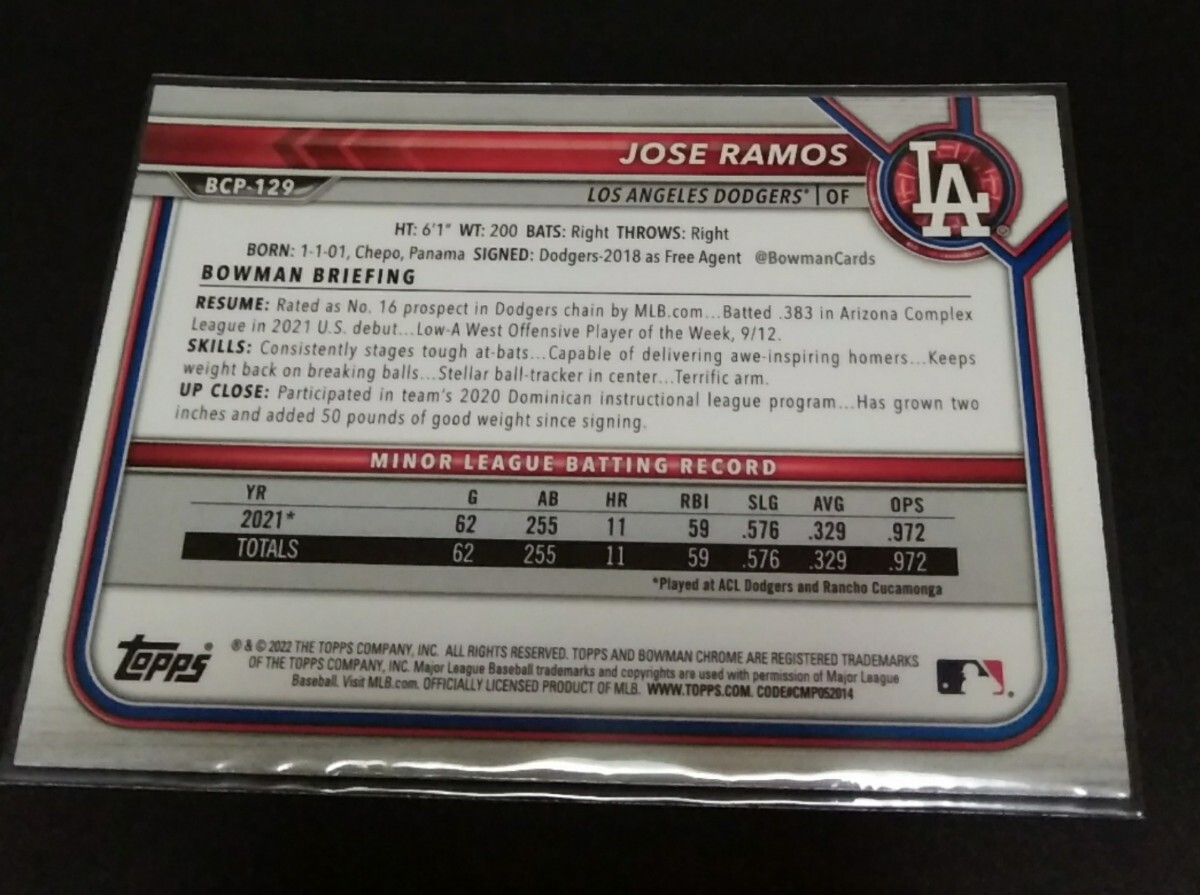 JOSE RAMOS
BCP-129
LOS ANGELES DODGERS® | OF
LA®
HT: 6'1" WT: 200 BATS: Right THROWS: Right
BORN: 1-1-01, Chepo, Panama SIGNED: Dodgers-2018 as Free Agent @BowmanCards
BOWMAN BRIEFING
RESUME: Rated as No. 16 prospect in Dodgers chain by MLB.com...Batted .383 in Arizona Complex
League in 2021 U.S. debut...Low-A West Offensive Player of the Week, 9/12.
SKILLS: Consistently stages tough at-bats...Capable of delivering awe-inspiring homers...Keeps
weight back on breaking balls...Stellar ball-tracker in center...Terrific arm.
UP CLOSE: Participated in team's 2020 Dominican instructional league program...Has grown two
inches and added 50 pounds of good weight since signing.
MINOR LEAGUE BATTING RECORD
YR G AB HR RBI SLG AVG OPS
2021* 62 255 11 59 .576 .329 .972
TOTALS 62 255 11 59 .576 .329 .972
*Played at ACL Dodgers and Rancho Cucamonga
topps®
® & © 2022 THE TOPPS COMPANY, INC. ALL RIGHTS RESERVED. TOPPS AND BOWMAN CHROME ARE REGISTERED TRADEMARKS
OF THE TOPPS COMPANY, INC. Major League Baseball trademarks and copyrights are used with permission of Major League
Baseball. Visit MLB.com. OFFICIALLY LICENSED PRODUCT OF MLB. WWW.TOPPS.COM. CODE#CMP052014